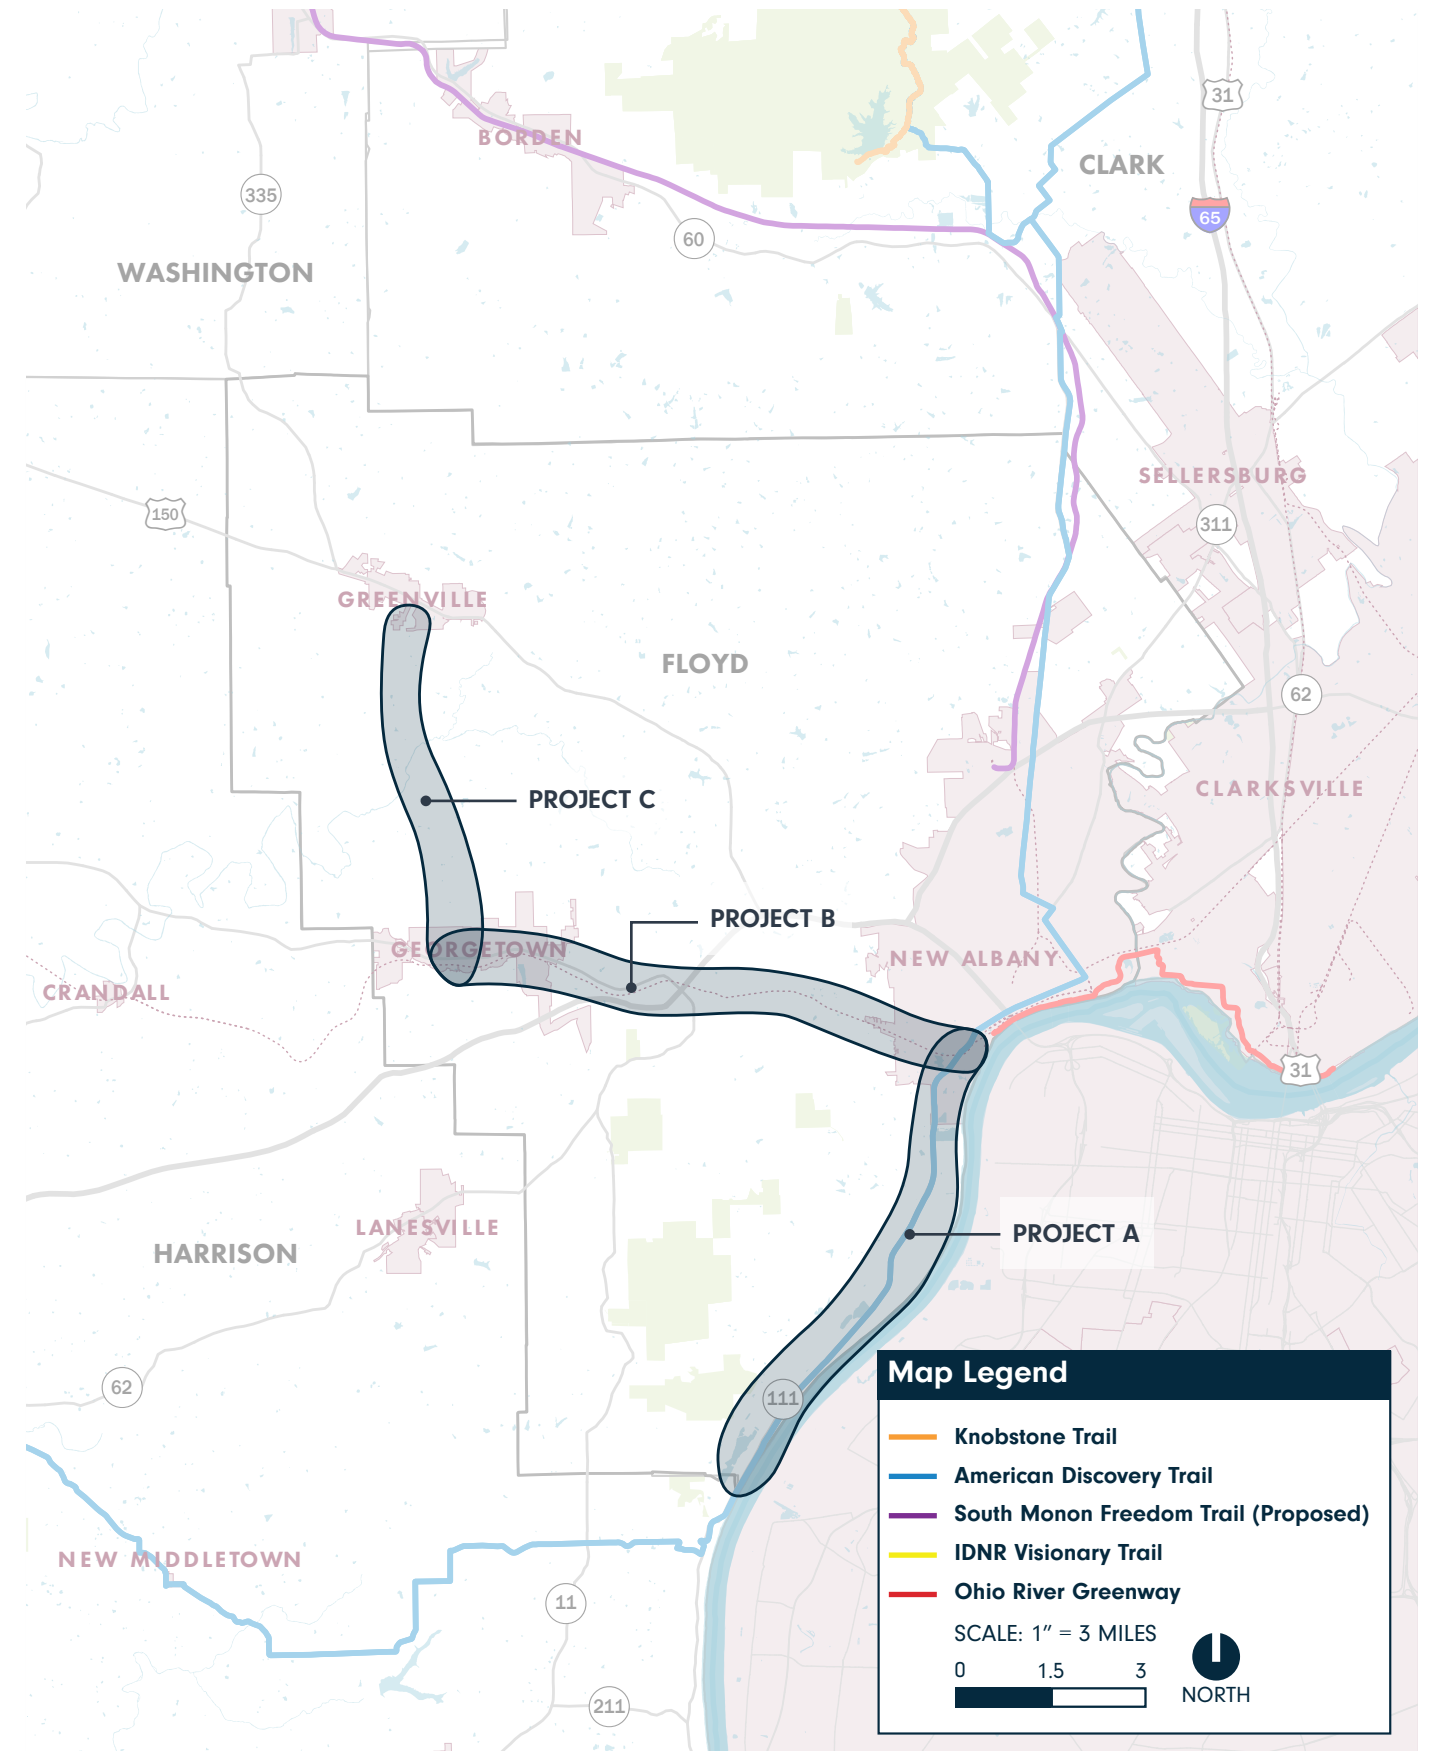 31
BORDEN
CLARK
335
65
60
WASHINGTON
SELLERSBURG
150
311
GREENVILLE
FLOYD
62
CLARKSVILLE
PROJECT C
PROJECT B
GEORGETOWN
NEW ALBANY
CRANDALL
31
LANESVILLE
PROJECT A
HARRISON
62
111
Map Legend
Knobstone Trail
American Discovery Trail
South Monon Freedom Trail (Proposed)
IDNR Visionary Trail
Ohio River Greenway
NEW MIDDLETOWN
11
SCALE: 1” = 3 MILES
0 1.5 3
NORTH
211